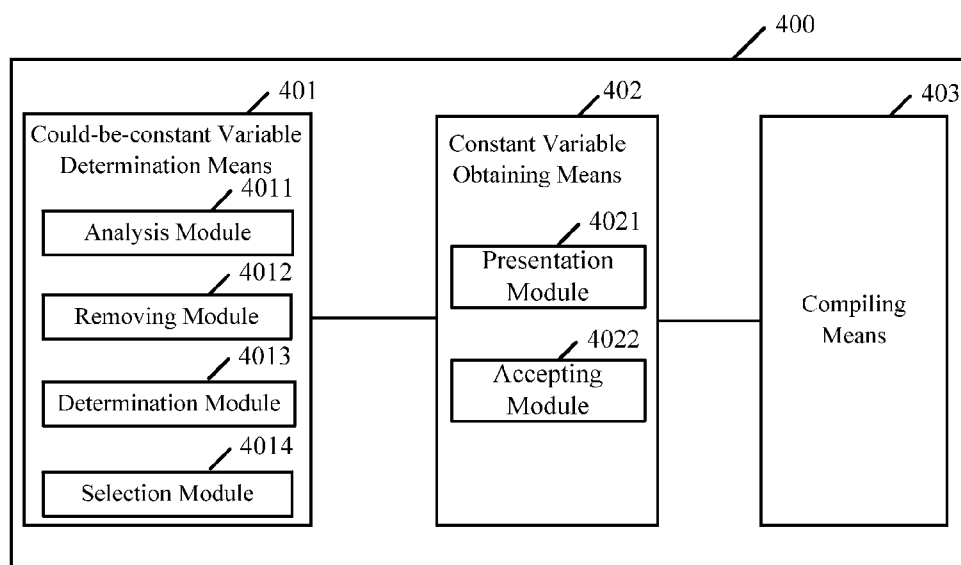 400
401
Could-be-constant Variable
Determination Means
4011
Analysis Module
4012
Removing Module
4013
Determination Module
4014
Selection Module
402
Constant Variable
Obtaining Means
4021
Presentation
Module
4022
Accepting
Module
403
Compiling
Means